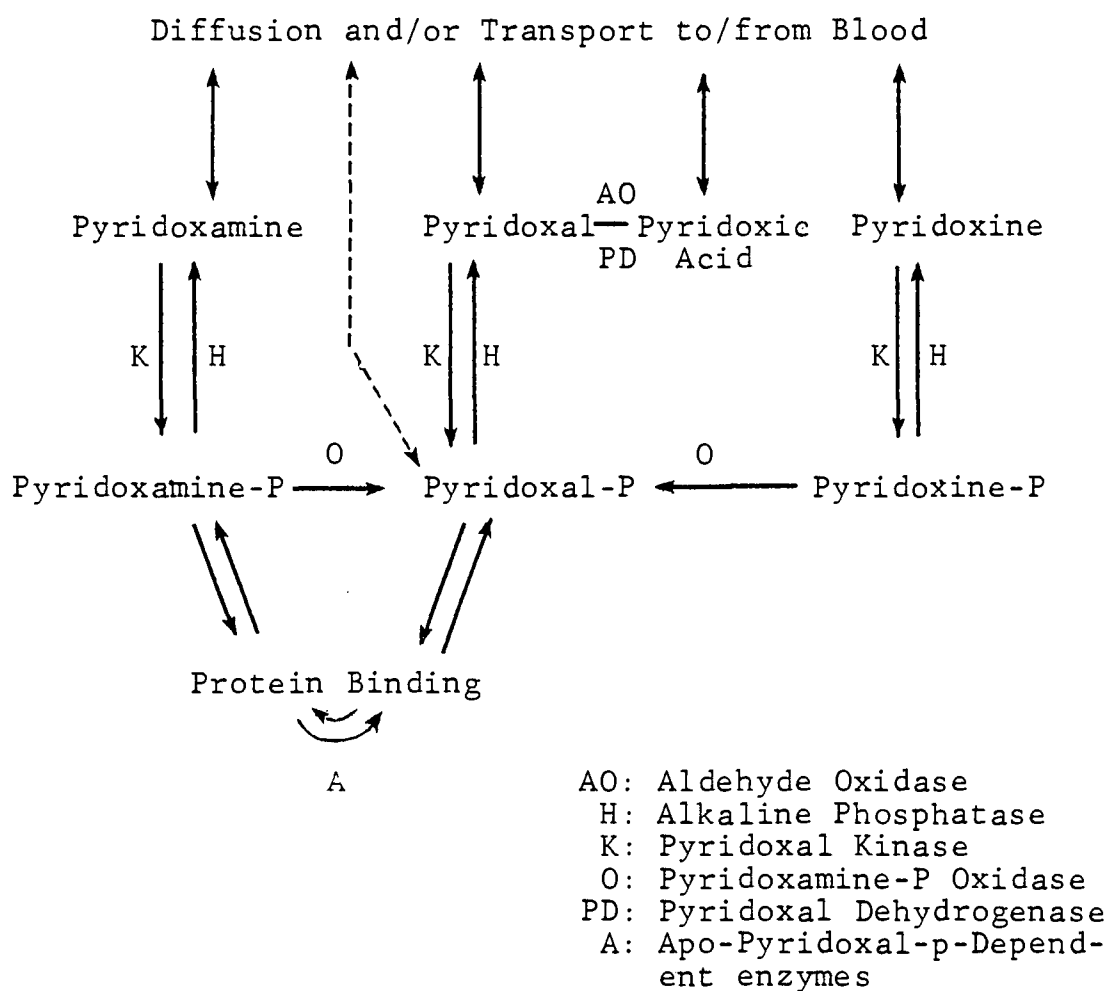 Diffusion and/or Transport to/from Blood
AO
Pyridoxamine Pyridoxal Pyridoxic Pyridoxine
PD Acid
K H K H K H
O O
Pyridoxamine-P Pyridoxal-P Pyridoxine-P
Protein Binding
A
AO: Aldehyde Oxidase
H: Alkaline Phosphatase
K: Pyridoxal Kinase
O: Pyridoxamine-P Oxidase
PD: Pyridoxal Dehydrogenase
A: Apo-Pyridoxal-p-Depend-
ent enzymes